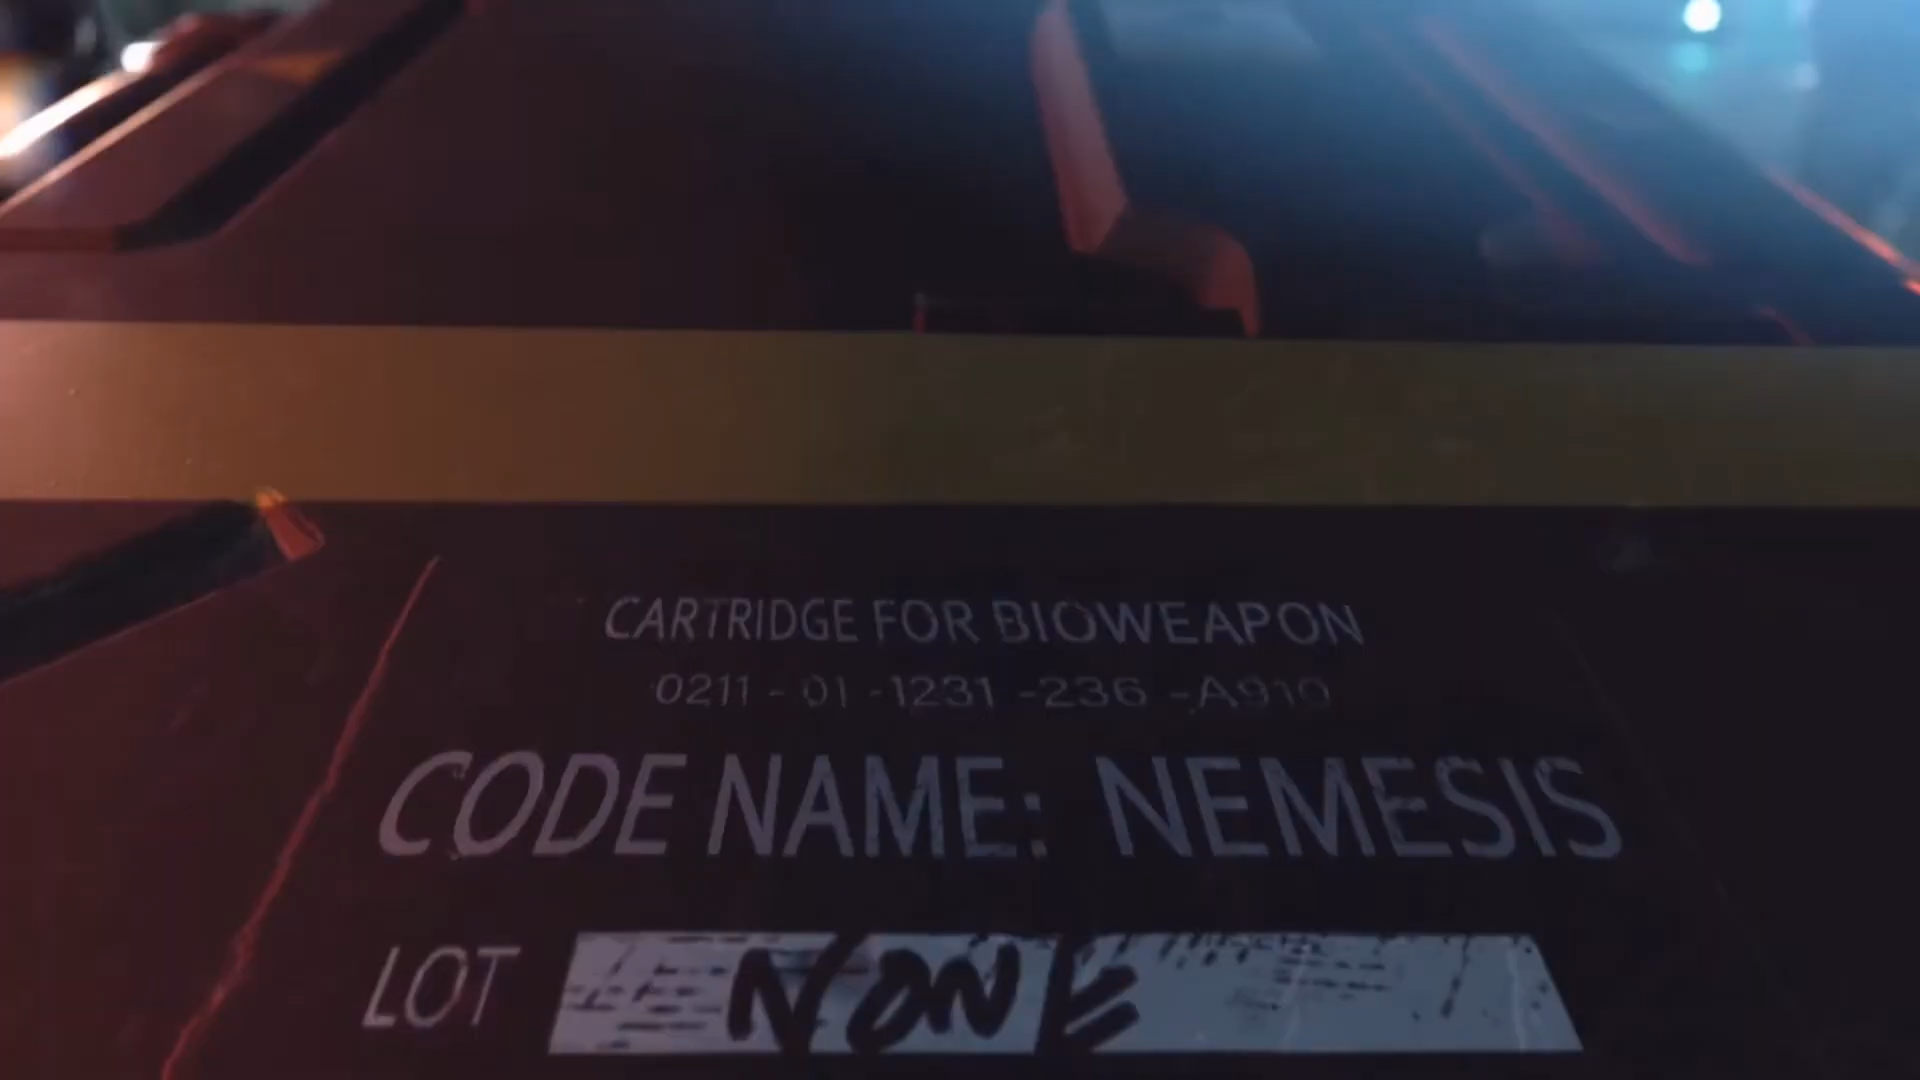 CARTRIDGE FOR BIOWEAPON
0211-01-1231-236-A910
CODE NAME: NEMESIS
LOT NONE